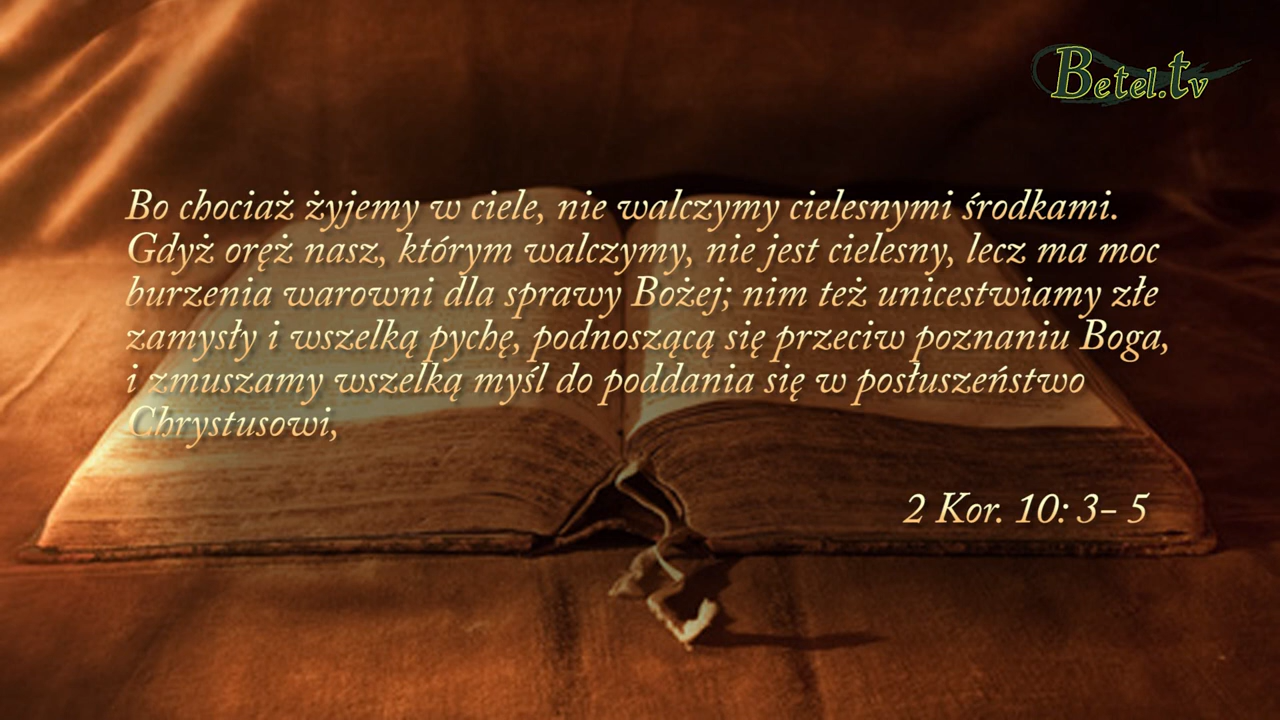 Betel.tv
Bo chociaż żyjemy w ciele, nie walczymy cielesnymi środkami.
Gdyż oręż nasz, którym walczymy, nie jest cielesny, lecz ma moc
burzenia warowni dla sprawy Bożej; nim też unicestwiamy złe
zamysły i wszelką pychę, podnoszącą się przeciw poznaniu Boga,
i zmuszamy wszelką myśl do poddania się w posłuszeństwo
Chrystusowi,
2 Kor. 10: 3- 5